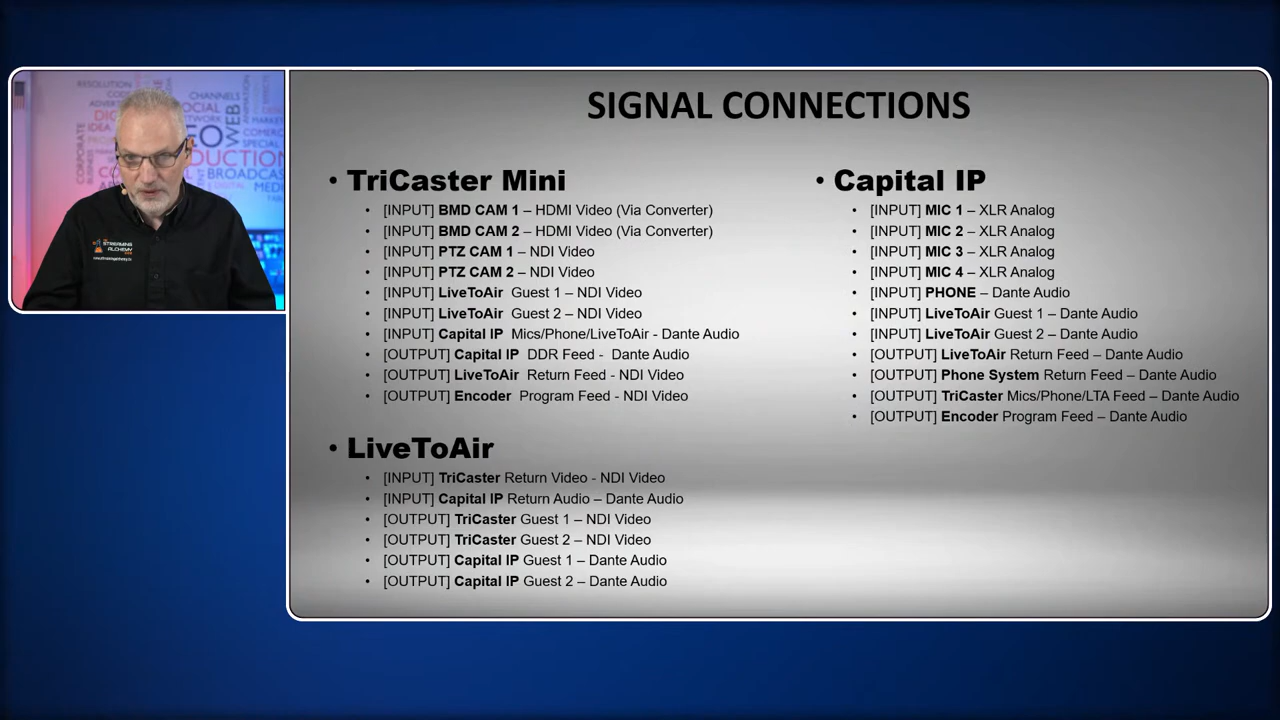 SIGNAL CONNECTIONS
• TriCaster Mini
• [INPUT] BMD CAM 1 – HDMI Video (Via Converter)
• [INPUT] BMD CAM 2 – HDMI Video (Via Converter)
• [INPUT] PTZ CAM 1 – NDI Video
• [INPUT] PTZ CAM 2 – NDI Video
• [INPUT] LiveToAir Guest 1 – NDI Video
• [INPUT] LiveToAir Guest 2 – NDI Video
• [INPUT] Capital IP Mics/Phone/LiveToAir - Dante Audio
• [OUTPUT] Capital IP DDR Feed - Dante Audio
• [OUTPUT] LiveToAir Return Feed - NDI Video
• [OUTPUT] Encoder Program Feed - NDI Video
• LiveToAir
• [INPUT] TriCaster Return Video - NDI Video
• [INPUT] Capital IP Return Audio – Dante Audio
• [OUTPUT] TriCaster Guest 1 – NDI Video
• [OUTPUT] TriCaster Guest 2 – NDI Video
• [OUTPUT] Capital IP Guest 1 – Dante Audio
• [OUTPUT] Capital IP Guest 2 – Dante Audio
• Capital IP
• [INPUT] MIC 1 – XLR Analog
• [INPUT] MIC 2 – XLR Analog
• [INPUT] MIC 3 – XLR Analog
• [INPUT] MIC 4 – XLR Analog
• [INPUT] PHONE – Dante Audio
• [INPUT] LiveToAir Guest 1 – Dante Audio
• [INPUT] LiveToAir Guest 2 – Dante Audio
• [OUTPUT] LiveToAir Return Feed – Dante Audio
• [OUTPUT] Phone System Return Feed – Dante Audio
• [OUTPUT] TriCaster Mics/Phone/LTA Feed – Dante Audio
• [OUTPUT] Encoder Program Feed – Dante Audio
RESOLUTION
CHANNELS
SOCIAL
NETWORK
WEB
CORPORATE
BUSINESS
IDEA
SPECIAL
BROADCAS
DIGITAL
STREAMING
ALCHEMY